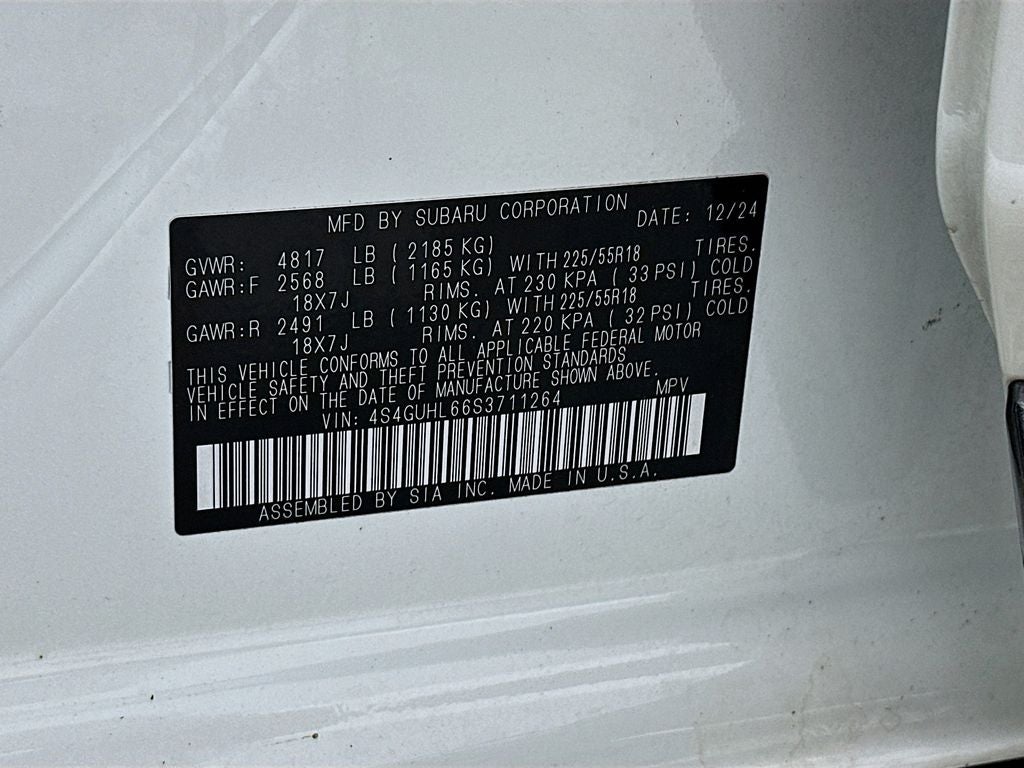 MFD BY SUBARU CORPORATION DATE: 12/24
GVWR: 4817 LB ( 2185 KG)
GAWR:F 2568 LB ( 1165 KG) WITH 225/55R18 TIRES.
18X7J RIMS. AT 230 KPA ( 33 PSI) COLD
GAWR:R 2491 LB ( 1130 KG) WITH 225/55R18 TIRES.
18X7J RIMS. AT 220 KPA ( 32 PSI) COLD
THIS VEHICLE CONFORMS TO ALL APPLICABLE FEDERAL MOTOR
VEHICLE SAFETY AND THEFT PREVENTION STANDARDS
IN EFFECT ON THE DATE OF MANUFACTURE SHOWN ABOVE.
VIN: 4S4GUHL66S3711264 MPV
ASSEMBLED BY SIA INC. MADE IN U.S.A.